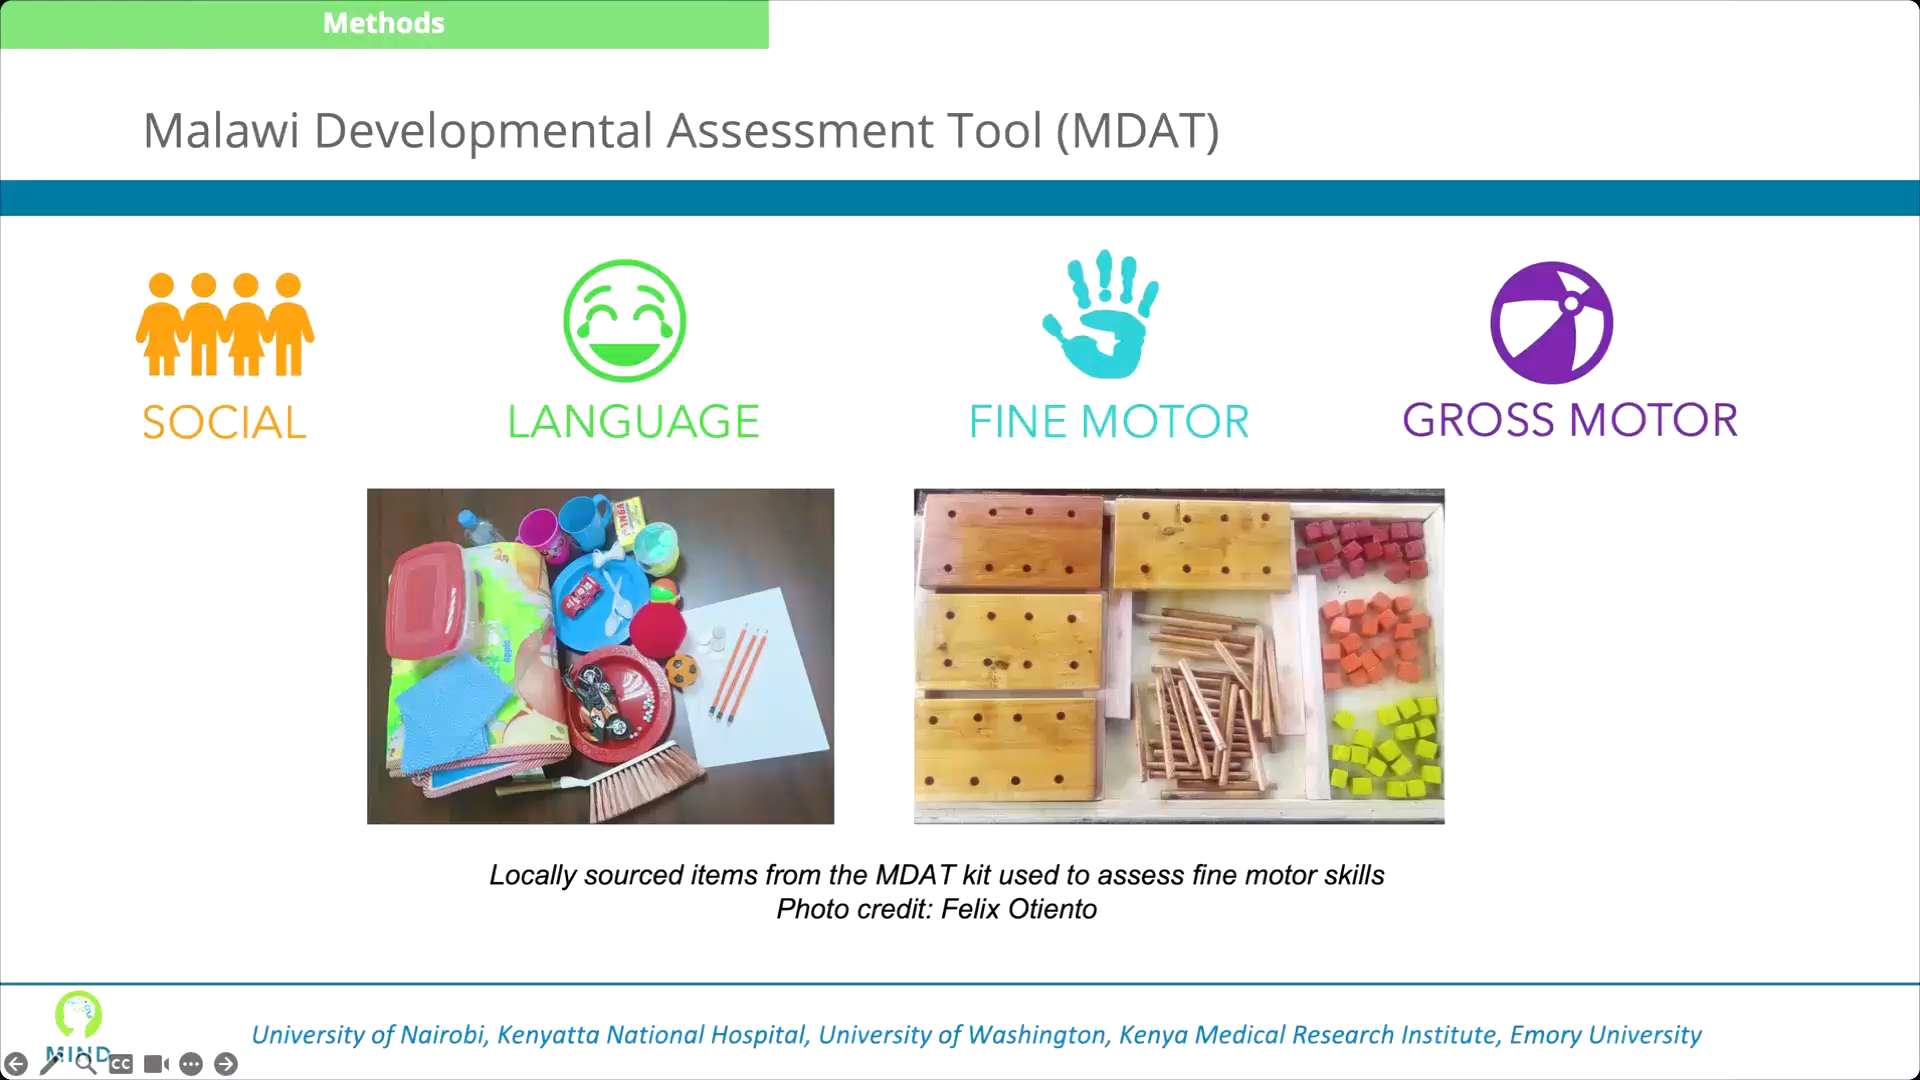 Methods
Malawi Developmental Assessment Tool (MDAT)
SOCIAL
LANGUAGE
FINE MOTOR
GROSS MOTOR
Apple
Locally sourced items from the MDAT kit used to assess fine motor skills
Photo credit: Felix Otiento
University of Nairobi, Kenyatta National Hospital, University of Washington, Kenya Medical Research Institute, Emory University
MIND
CC